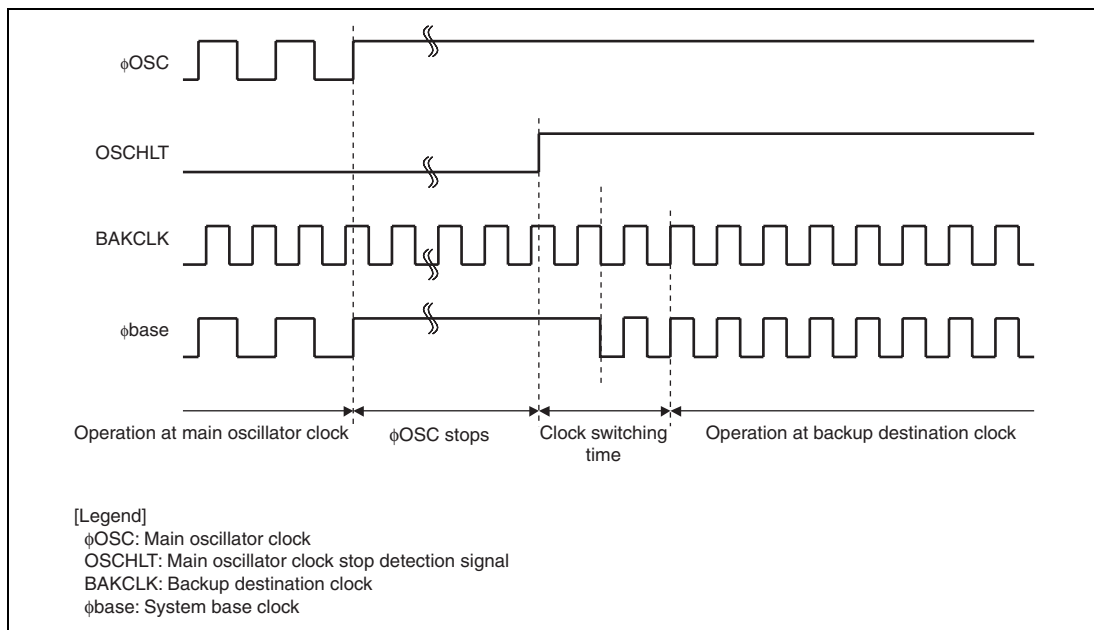 ϕOSC
OSCHLT
BAKCLK
ϕbase
Operation at main oscillator clock
ϕOSC stops
Clock switching
time
Operation at backup destination clock
[Legend]
ϕOSC: Main oscillator clock
OSCHLT: Main oscillator clock stop detection signal
BAKCLK: Backup destination clock
ϕbase: System base clock